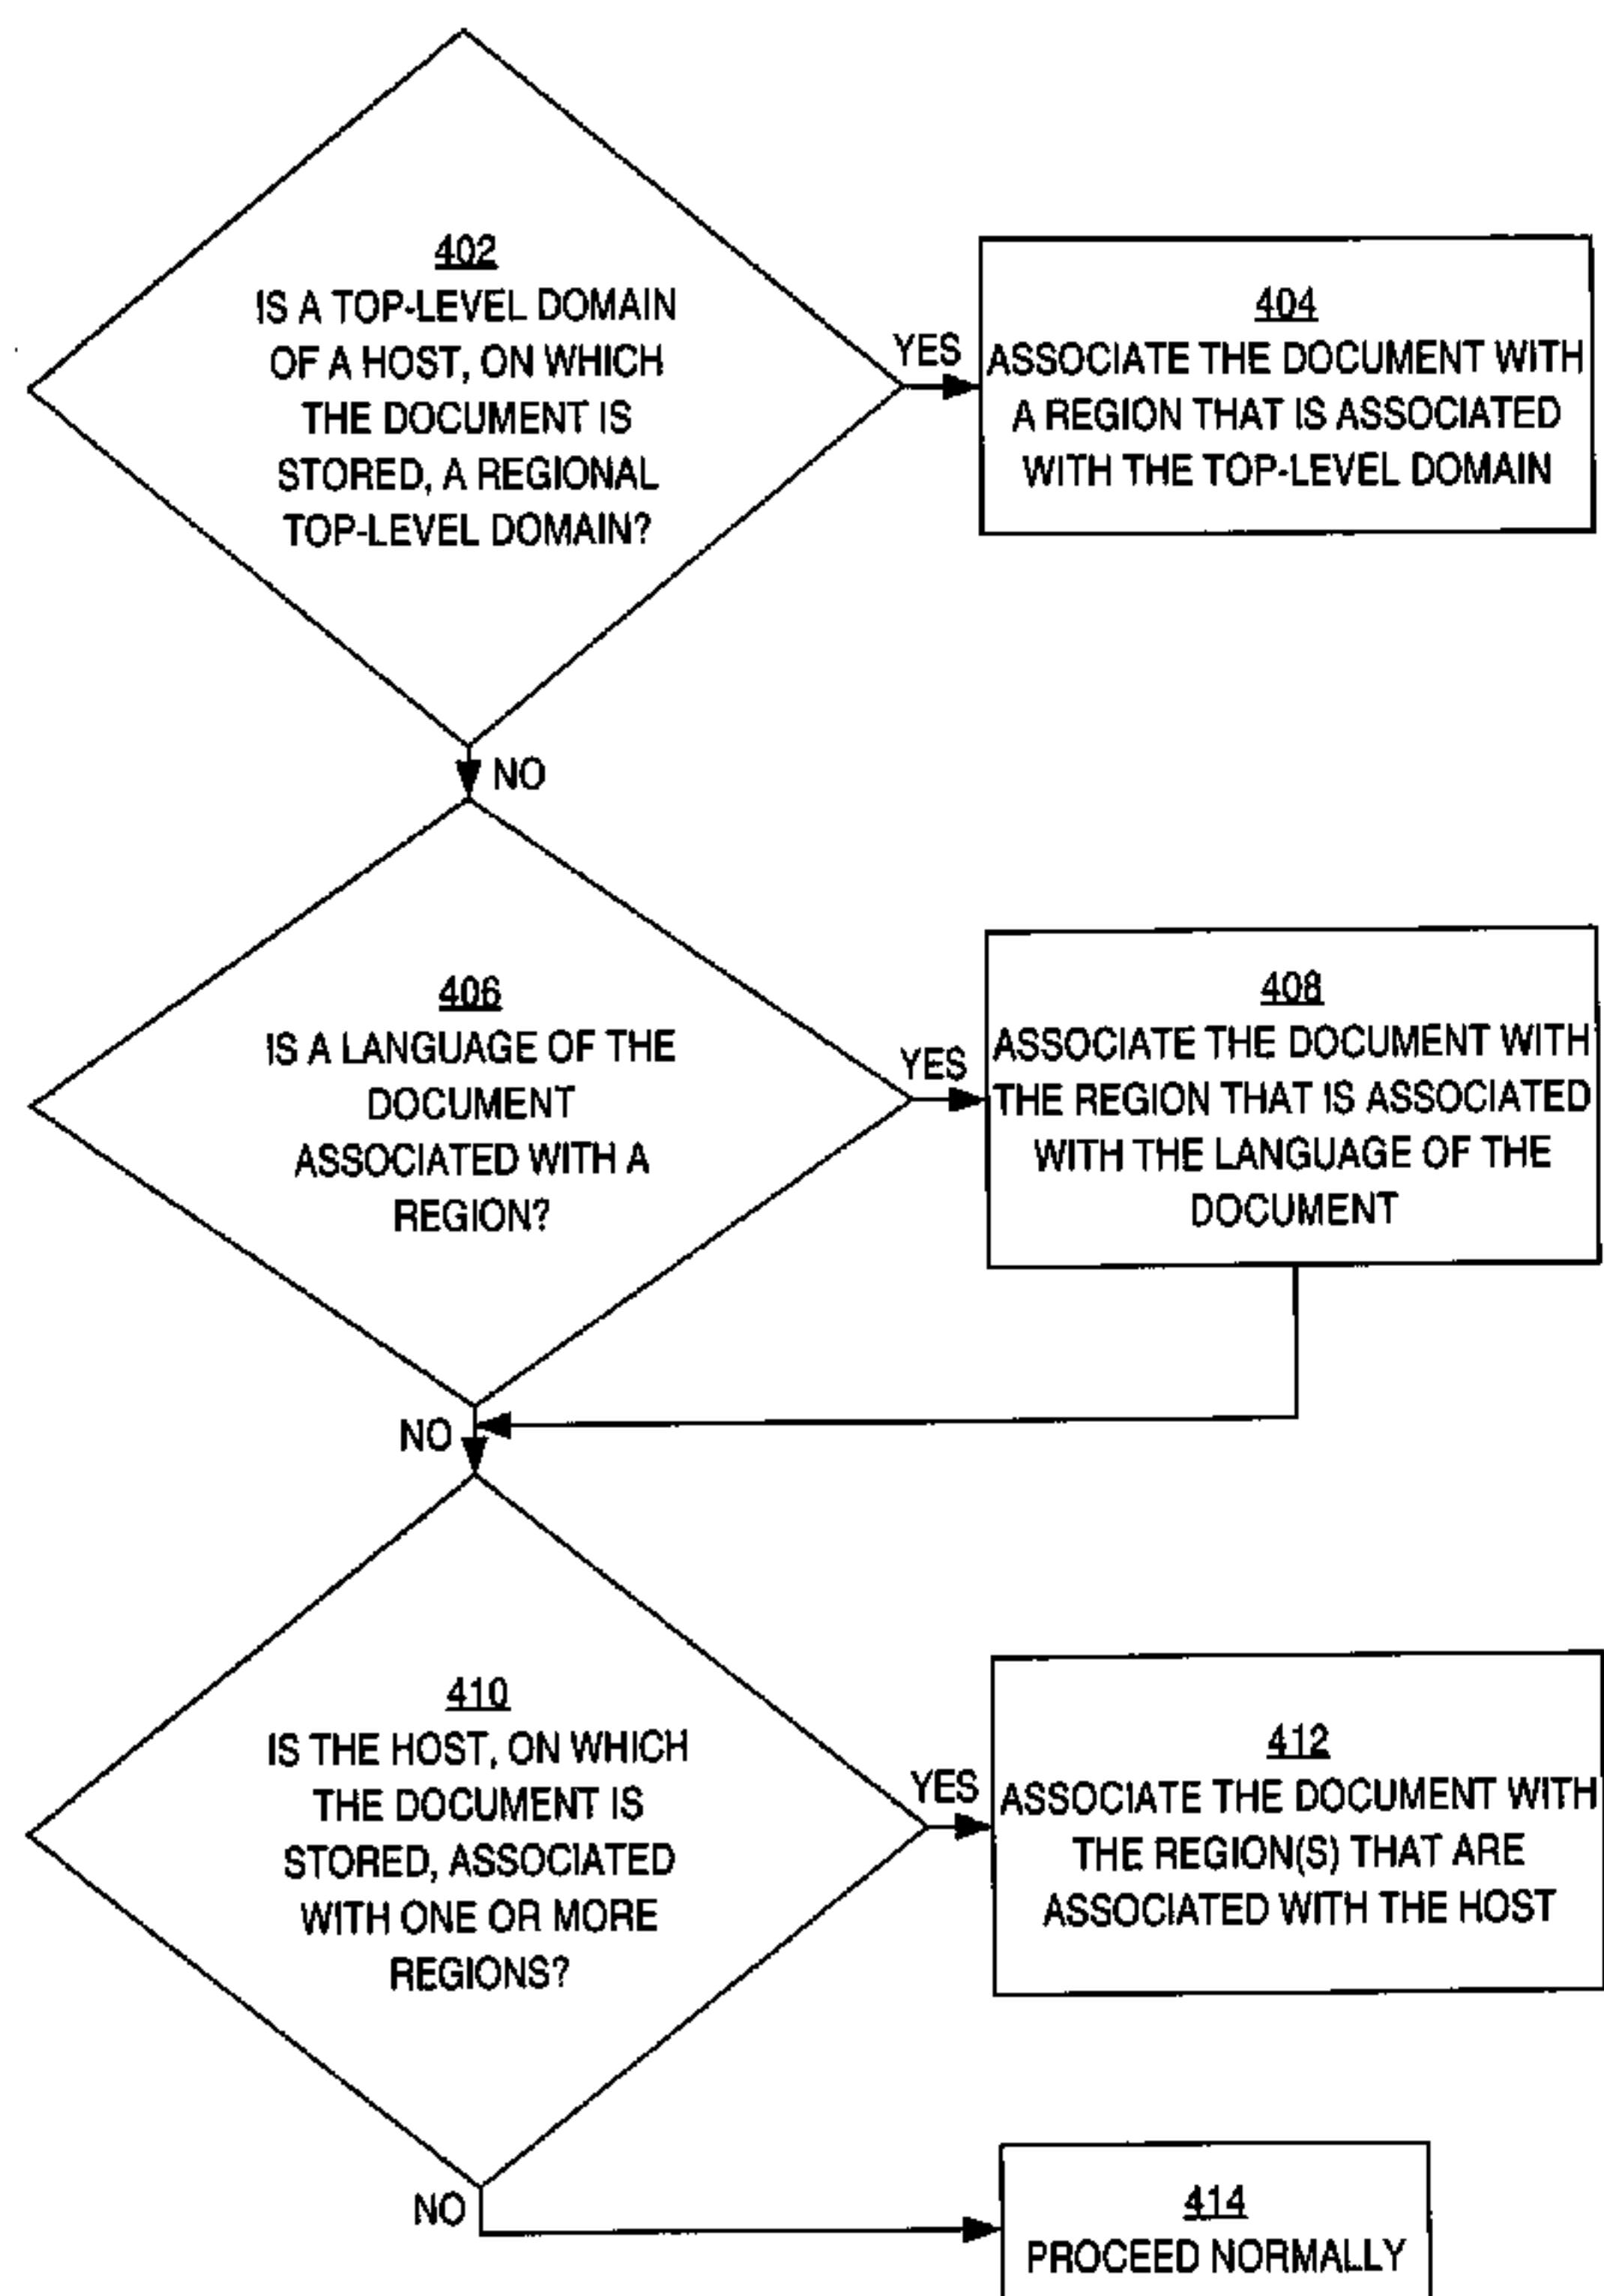 402
IS A TOP-LEVEL DOMAIN
OF A HOST, ON WHICH
THE DOCUMENT IS
STORED, A REGIONAL
TOP-LEVEL DOMAIN?
YES
404
ASSOCIATE THE DOCUMENT WITH
A REGION THAT IS ASSOCIATED
WITH THE TOP-LEVEL DOMAIN
NO
406
IS A LANGUAGE OF THE
DOCUMENT
ASSOCIATED WITH A
REGION?
YES
408
ASSOCIATE THE DOCUMENT WITH
THE REGION THAT IS ASSOCIATED
WITH THE LANGUAGE OF THE
DOCUMENT
NO
410
IS THE HOST, ON WHICH
THE DOCUMENT IS
STORED, ASSOCIATED
WITH ONE OR MORE
REGIONS?
YES
412
ASSOCIATE THE DOCUMENT WITH
THE REGION(S) THAT ARE
ASSOCIATED WITH THE HOST
NO
414
PROCEED NORMALLY